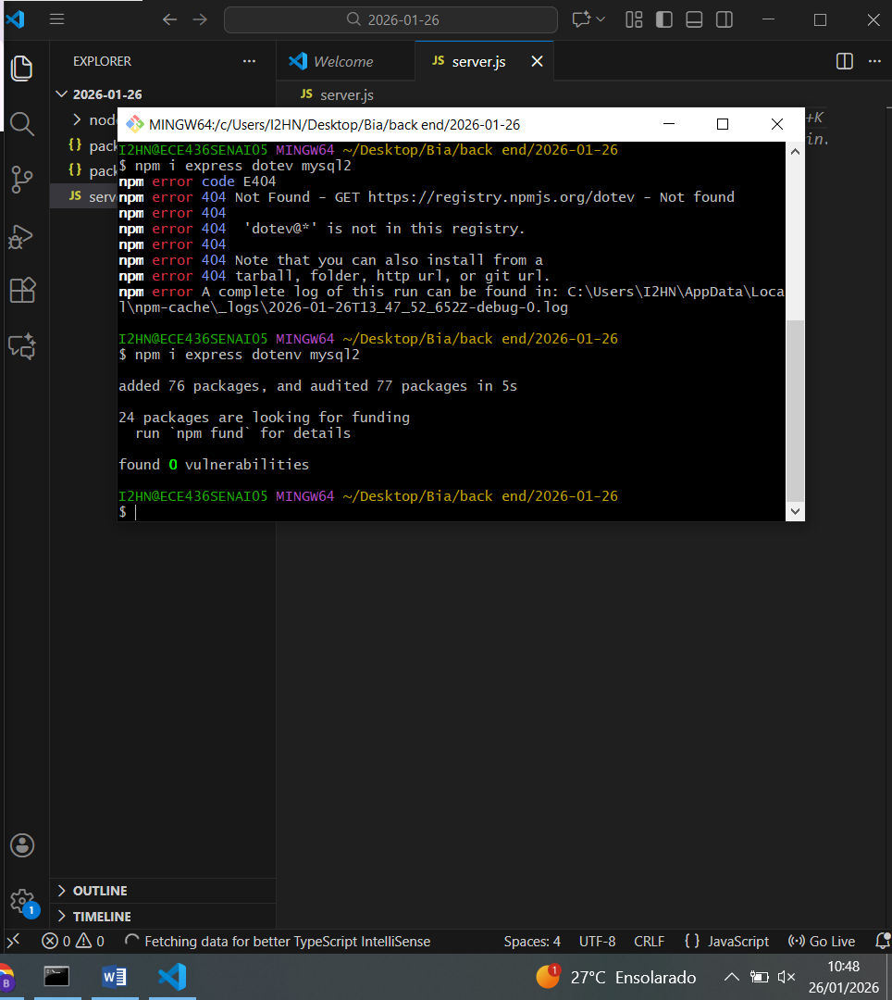 2026-01-26
EXPLORER
Welcome
JS server.js
2026-01-26
JS server.js
node
{} pack
{} pack
JS serv
+K
in.
MINGW64:/c/Users/I2HN/Desktop/Bia/back end/2026-01-26
I2HN@ECE436SENAI05 MINGW64 ~/Desktop/Bia/back end/2026-01-26
$ npm i express dotev mysql2
npm error code E404
npm error 404 Not Found - GET https://registry.npmjs.org/dotev - Not found
npm error 404
npm error 404  'dotev@*' is not in this registry.
npm error 404
npm error 404 Note that you can also install from a
npm error 404 tarball, folder, http url, or git url.
npm error A complete log of this run can be found in: C:\Users\I2HN\AppData\Loca
l\npm-cache\_logs\2026-01-26T13_47_52_652Z-debug-0.log
I2HN@ECE436SENAI05 MINGW64 ~/Desktop/Bia/back end/2026-01-26
$ npm i express dotenv mysql2
added 76 packages, and audited 77 packages in 5s
24 packages are looking for funding
run `npm fund` for details
found 0 vulnerabilities
I2HN@ECE436SENAI05 MINGW64 ~/Desktop/Bia/back end/2026-01-26
$
OUTLINE
1
TIMELINE
0 0 Fetching data for better TypeScript IntelliSense Spaces: 4 UTF-8 CRLF {} JavaScript Go Live
B
1
27°C Ensolarado
10:48
26/01/2026